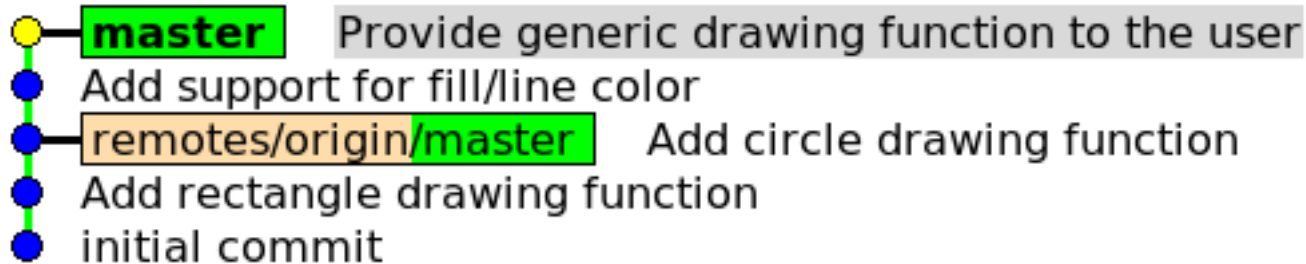 master Provide generic drawing function to the user
Add support for fill/line color
remotes/origin/master Add circle drawing function
Add rectangle drawing function
initial commit